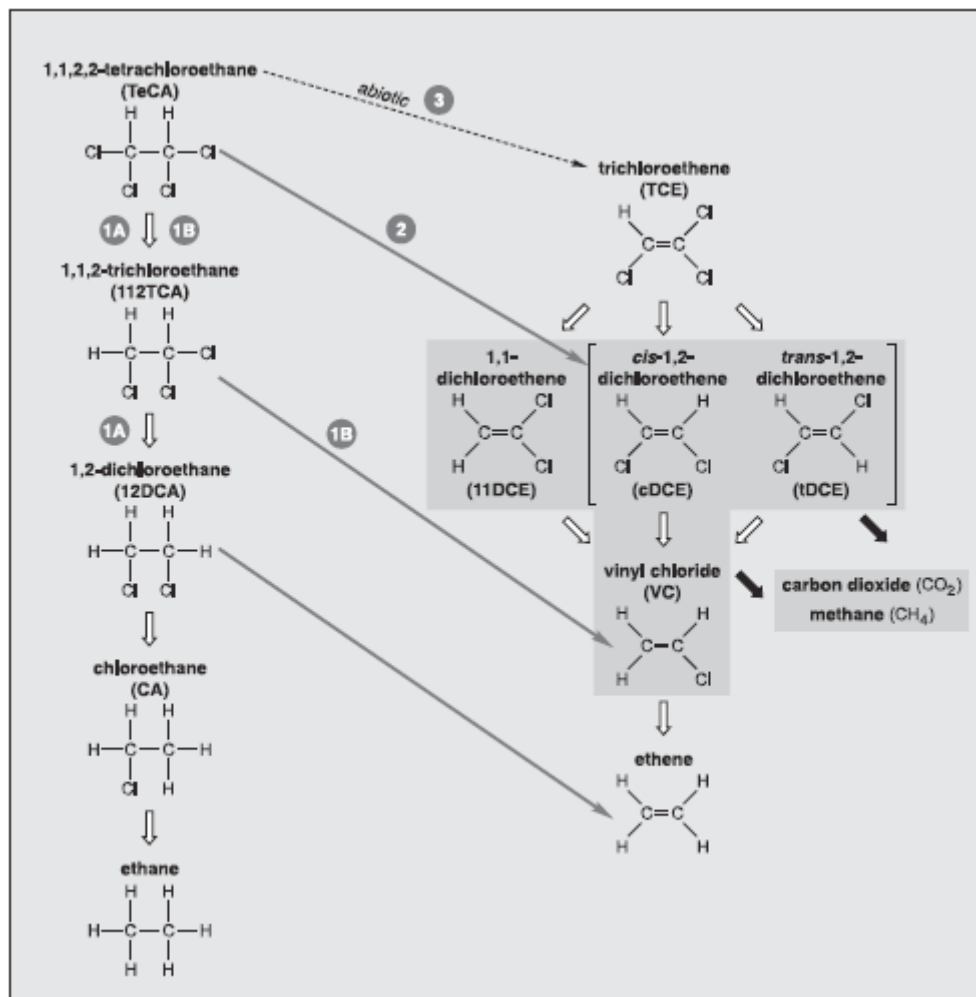 1,1,2,2-tetrachloroethane
(TeCA)
H H
Cl C C Cl
Cl Cl
abiotic 3
trichloroethene
(TCE)
H Cl
C=C
Cl Cl
1A 1B
2
1,1,2-trichloroethane
(112TCA)
H H
H C C Cl
Cl Cl
1A
1B
1,1-
dichloroethene
H Cl
C=C
H Cl
(11DCE)
cis-1,2-
dichloroethene
H H
C=C
Cl Cl
(cDCE)
trans-1,2-
dichloroethene
H Cl
C=C
Cl H
(tDCE)
1,2-dichloroethane
(12DCA)
H H
H C C H
Cl Cl
vinyl chloride
(VC)
H H
C-C
H Cl
carbon dioxide (CO2)
methane (CH4)
chloroethane
(CA)
H H
H C C H
Cl H
ethene
H H
C=C
H H
ethane
H H
H C C H
H H